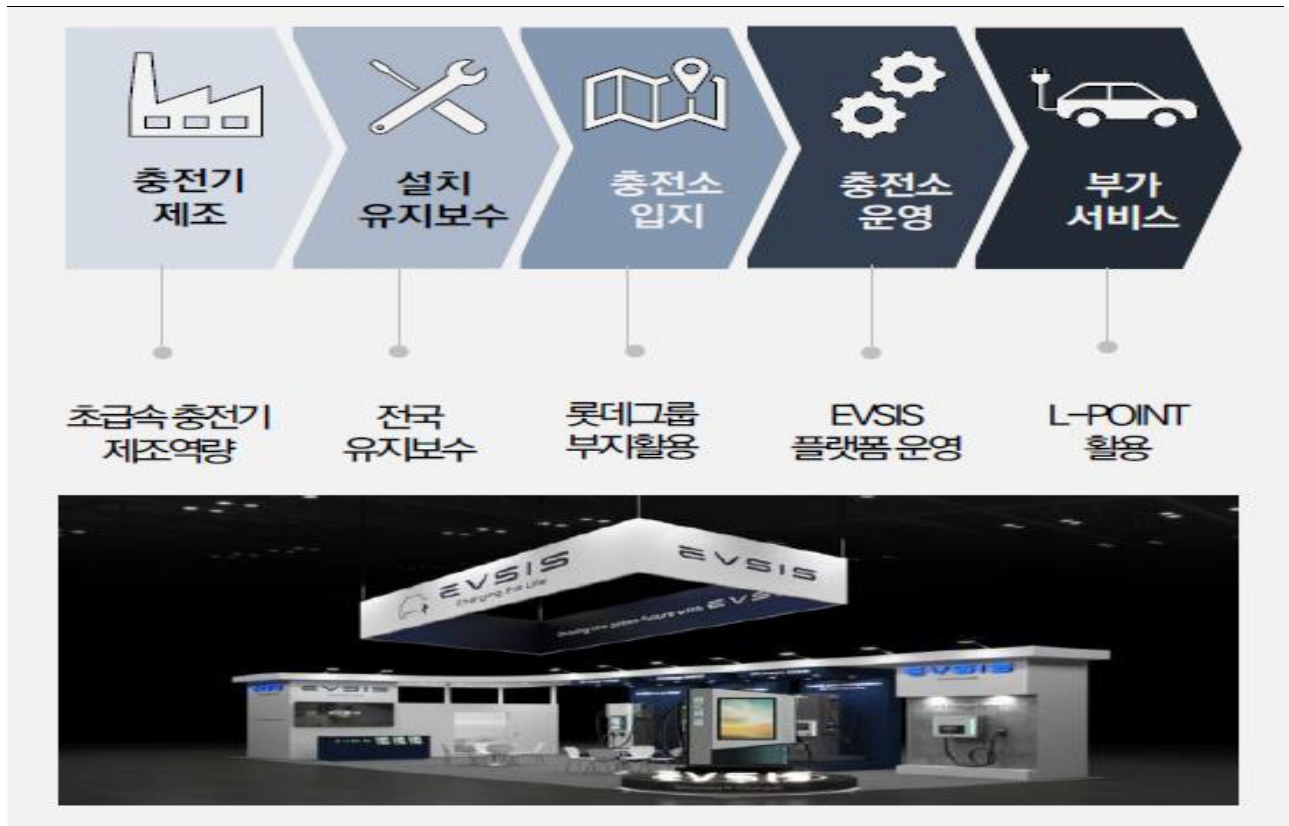 충전기
제조
설치
유지보수
충전소
입지
충전소
운영
부가
서비스
초급속 충전기
제조역량
전국
유지보수
롯데그룹
부지활용
EVSIS
플랫폼 운영
L-POINT
활용
EVSIS
Charging the Life!
EVSIS
EVSIS
EVSIS
EVSIS